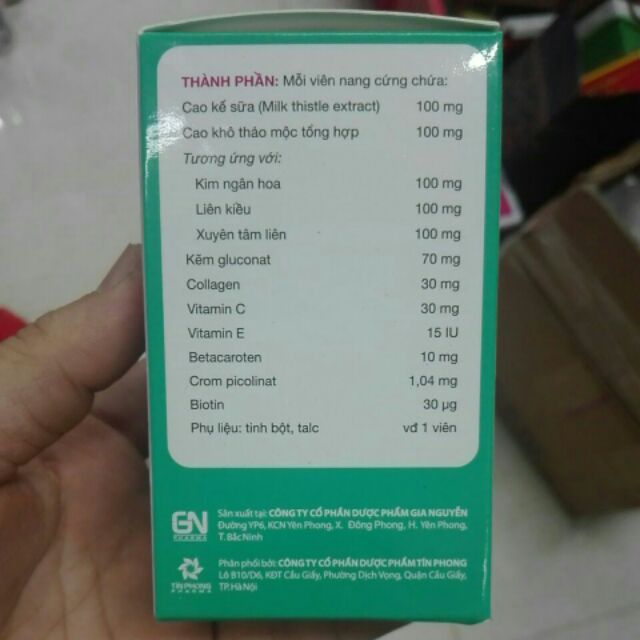 THÀNH PHẦN: Mỗi viên nang cứng chứa:
Cao kế sữa (Milk thistle extract) 100 mg
Cao khô thảo mộc tổng hợp 100 mg
Tương ứng với:
Kim ngân hoa 100 mg
Liên kiều 100 mg
Xuyên tâm liên 100 mg
Kẽm gluconat 70 mg
Collagen 30 mg
Vitamin C 30 mg
Vitamin E 15 IU
Betacaroten 10 mg
Crom picolinat 1,04 mg
Biotin 30 µg
Phụ liệu: tinh bột, talc vđ 1 viên
GN
PHARMA
Sản xuất tại: CÔNG TY CỔ PHẦN DƯỢC PHẨM GIA NGUYỄN
Đường YP6, KCN Yên Phong, X. Đông Phong, H. Yên Phong,
T. Bắc Ninh
TÍN PHONG
PHARMA
Phân phối bởi: CÔNG TY CỔ PHẦN DƯỢC PHẨM TÍN PHONG
Lô B10/D6, KĐT Cầu Giấy, Phường Dịch Vọng, Quận Cầu Giấy,
TP.Hà Nội